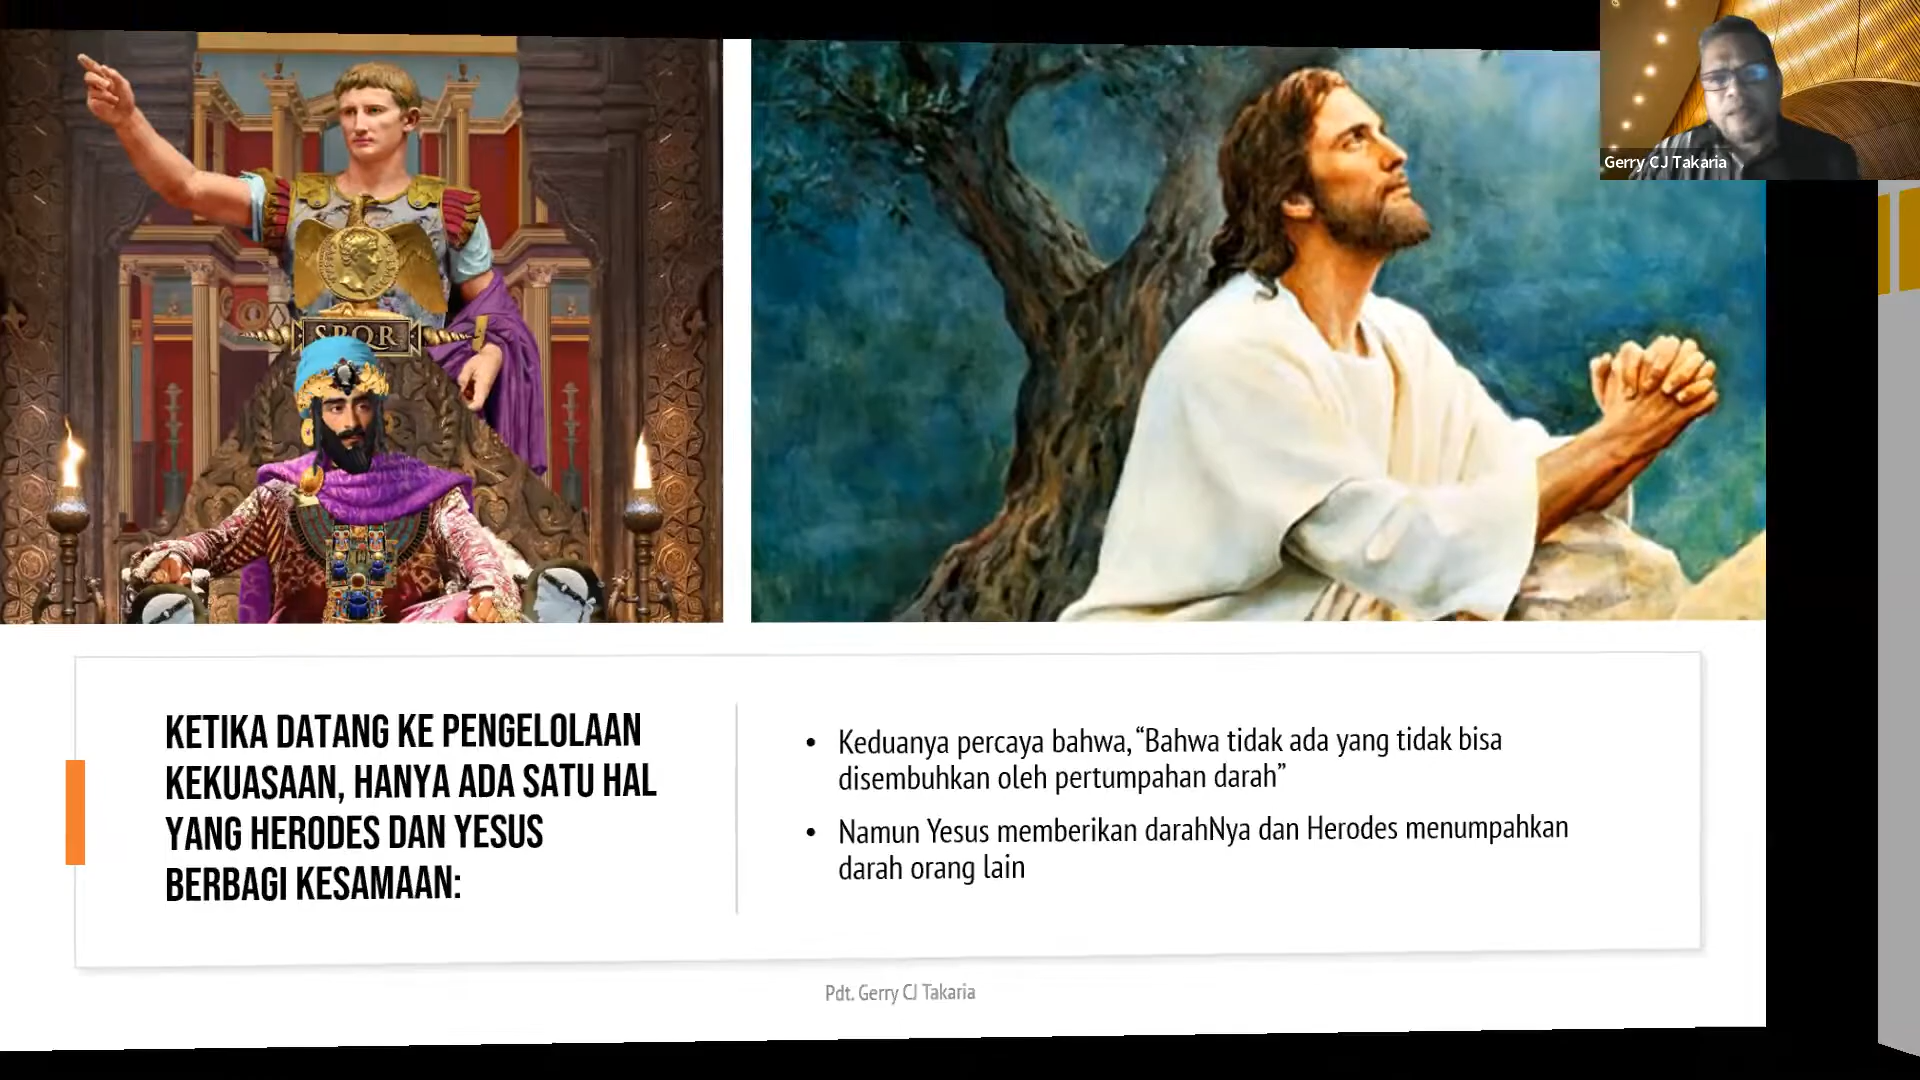 Gerry CJ Takaria
SPQR
KETIKA DATANG KE PENGELOLAAN
KEKUASAAN, HANYA ADA SATU HAL
YANG HERODES DAN YESUS
BERBAGI KESAMAAN:
• Keduanya percaya bahwa, “Bahwa tidak ada yang tidak bisa
disembuhkan oleh pertumpahan darah”
• Namun Yesus memberikan darahNya dan Herodes menumpahkan
darah orang lain
Pdt. Gerry CJ Takaria